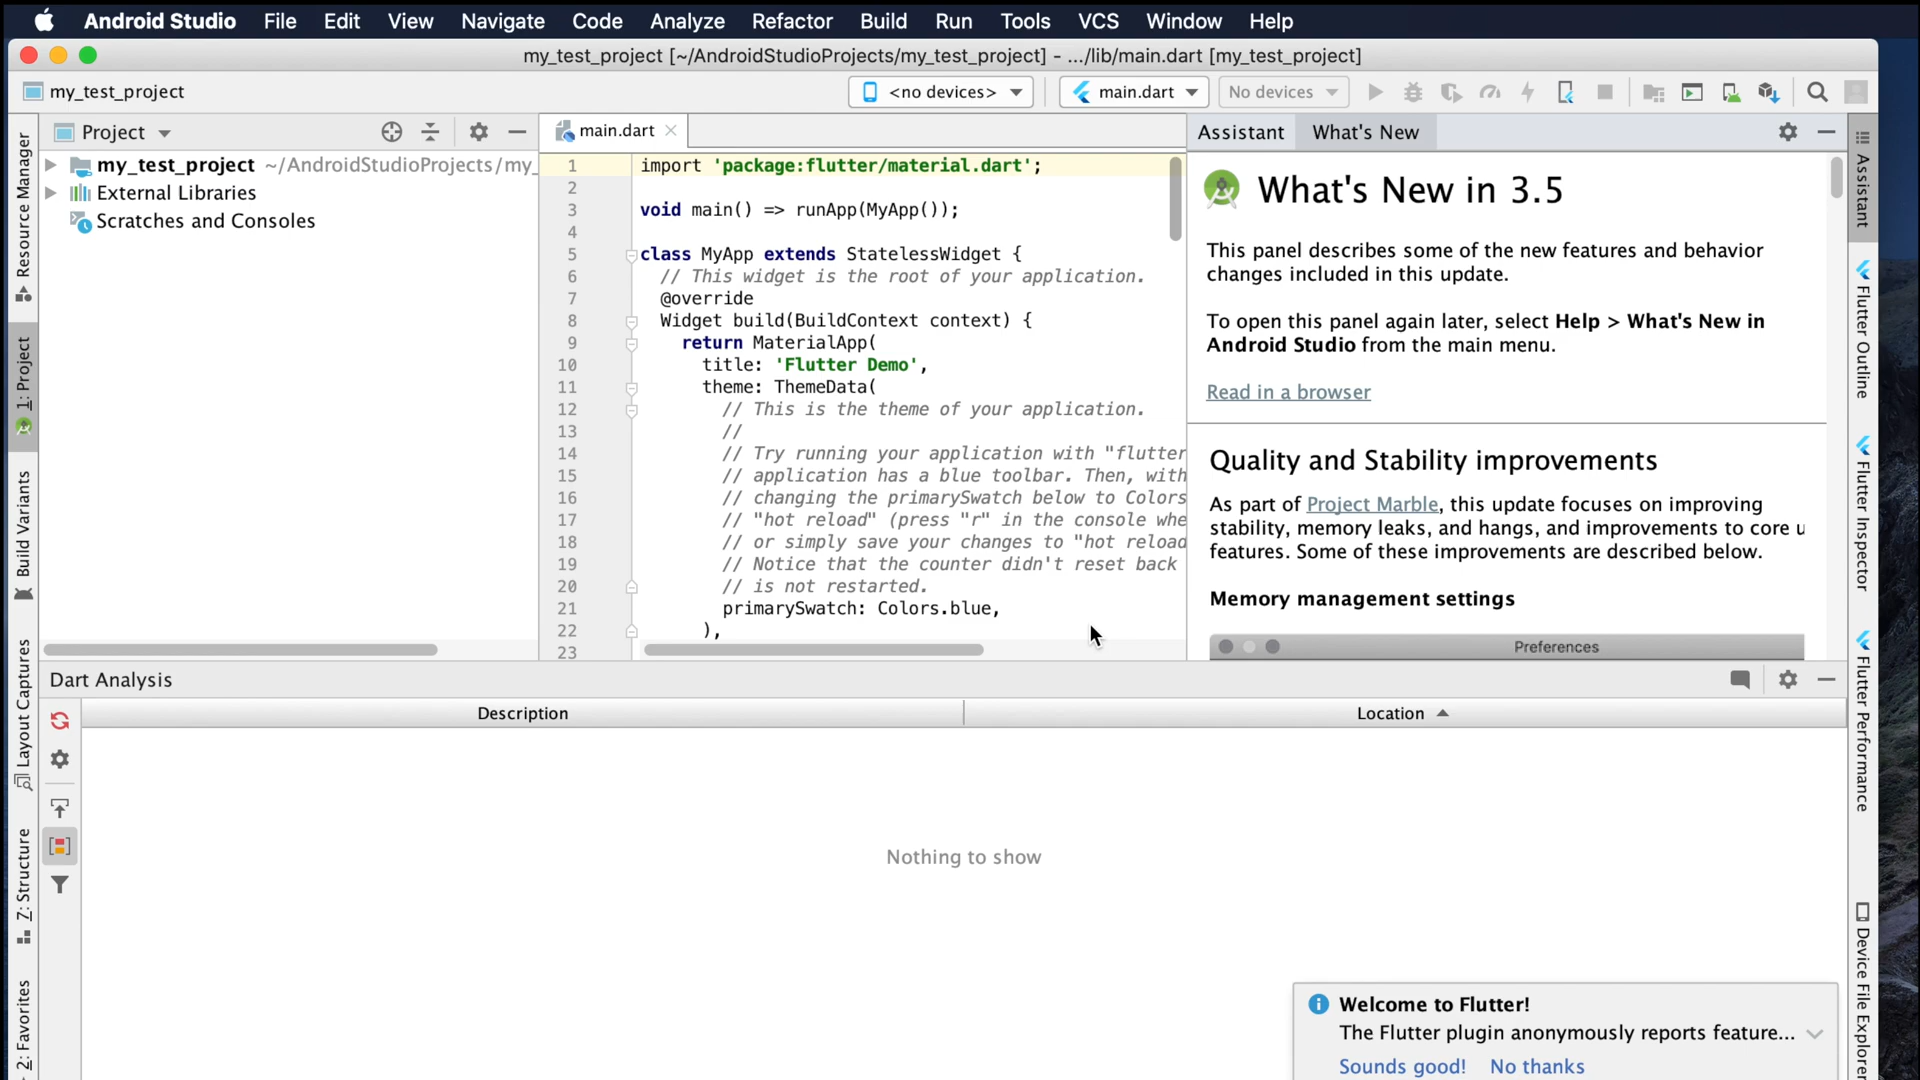 Android Studio File Edit View Navigate Code Analyze Refactor Build Run Tools VCS Window Help
my_test_project [~/AndroidStudioProjects/my_test_project] - .../lib/main.dart [my_test_project]
my_test_project <no devices> main.dart No devices
Project
my_test_project ~/AndroidStudioProjects/my_
External Libraries
Scratches and Consoles
Resource Manager
1: Project
Build Variants
Layout Captures
Z: Structure
2: Favorites
main.dart
1 import 'package:flutter/material.dart';
2
3 void main() => runApp(MyApp());
4
5 class MyApp extends StatelessWidget {
6 // This widget is the root of your application.
7 @override
8 Widget build(BuildContext context) {
9 return MaterialApp(
10 title: 'Flutter Demo',
11 theme: ThemeData(
12 // This is the theme of your application.
13 //
14 // Try running your application with "flutter
15 // application has a blue toolbar. Then, with
16 // changing the primarySwatch below to Colors
17 // "hot reload" (press "r" in the console whe
18 // or simply save your changes to "hot reload
19 // Notice that the counter didn't reset back
20 // is not restarted.
21 primarySwatch: Colors.blue,
22 ),
23
Assistant What's New
What's New in 3.5
This panel describes some of the new features and behavior
changes included in this update.
To open this panel again later, select Help > What's New in
Android Studio from the main menu.
Read in a browser
Quality and Stability improvements
As part of Project Marble, this update focuses on improving
stability, memory leaks, and hangs, and improvements to core u
features. Some of these improvements are described below.
Memory management settings
Preferences
Assistant
Flutter Outline
Flutter Inspector
Flutter Performance
Device File Explorer
Dart Analysis
Description Location
Nothing to show
Welcome to Flutter!
The Flutter plugin anonymously reports feature...
Sounds good! No thanks